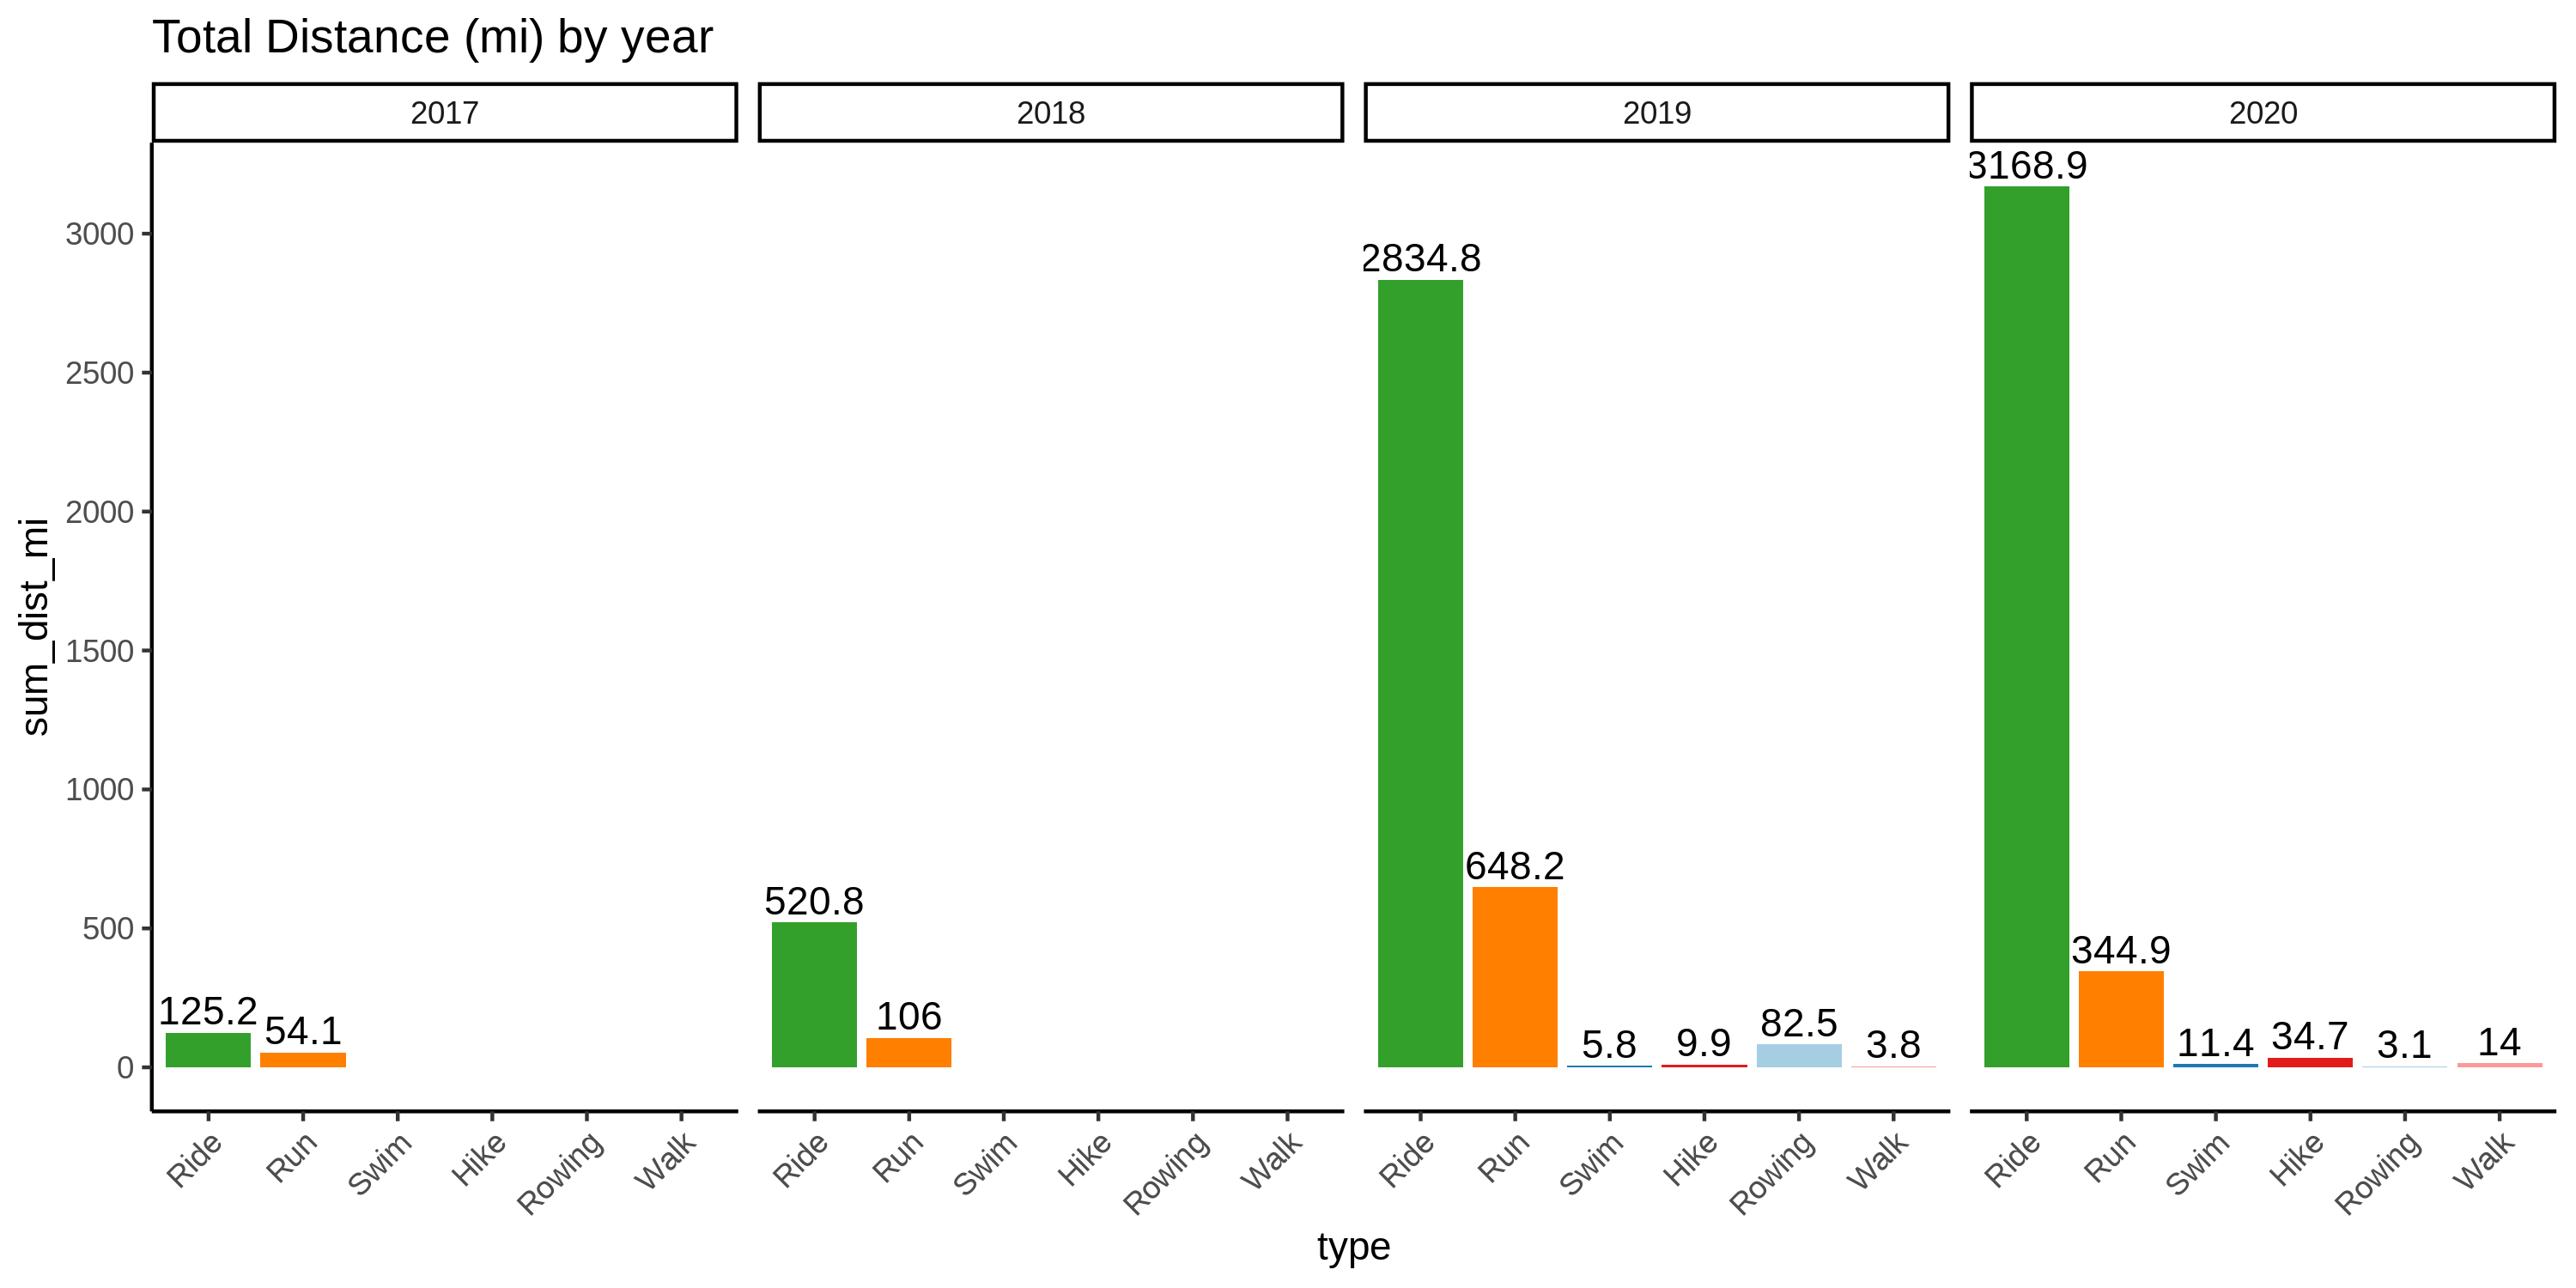 Total Distance (mi) by year
2017 2018 2019 2020
sum_dist_mi
3000
2500
2000
1500
1000
500
0
125.2 54.1
520.8 106
2834.8 648.2 5.8 9.9 82.5 3.8
3168.9 344.9 11.4 34.7 3.1 14
Ride Run Swim Hike Rowing Walk
Ride Run Swim Hike Rowing Walk
Ride Run Swim Hike Rowing Walk
Ride Run Swim Hike Rowing Walk
type